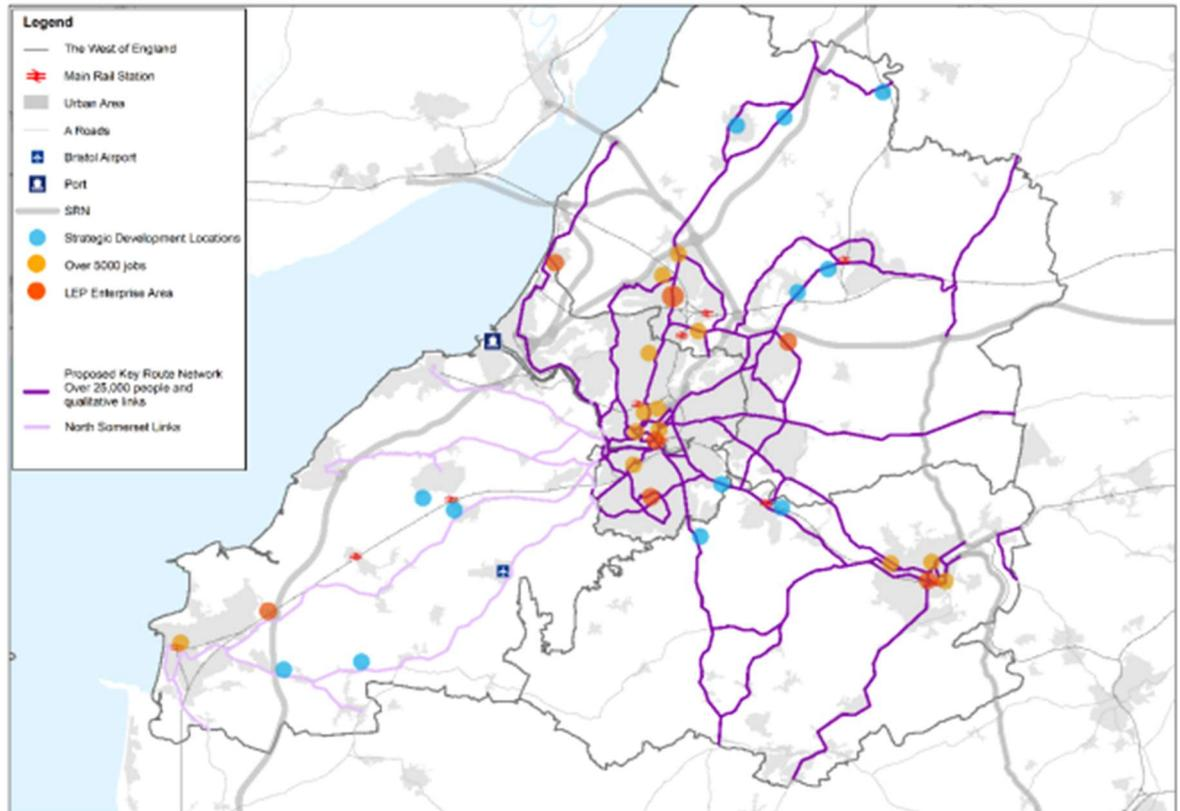 Legend
The West of England
Main Rail Station
Urban Area
A Roads
Bristol Airport
Port
SRN
Strategic Development Locations
Over 5000 jobs
LEP Enterprise Area
Proposed Key Route Network
Over 25,000 people and
qualitative links
North Somerset Links